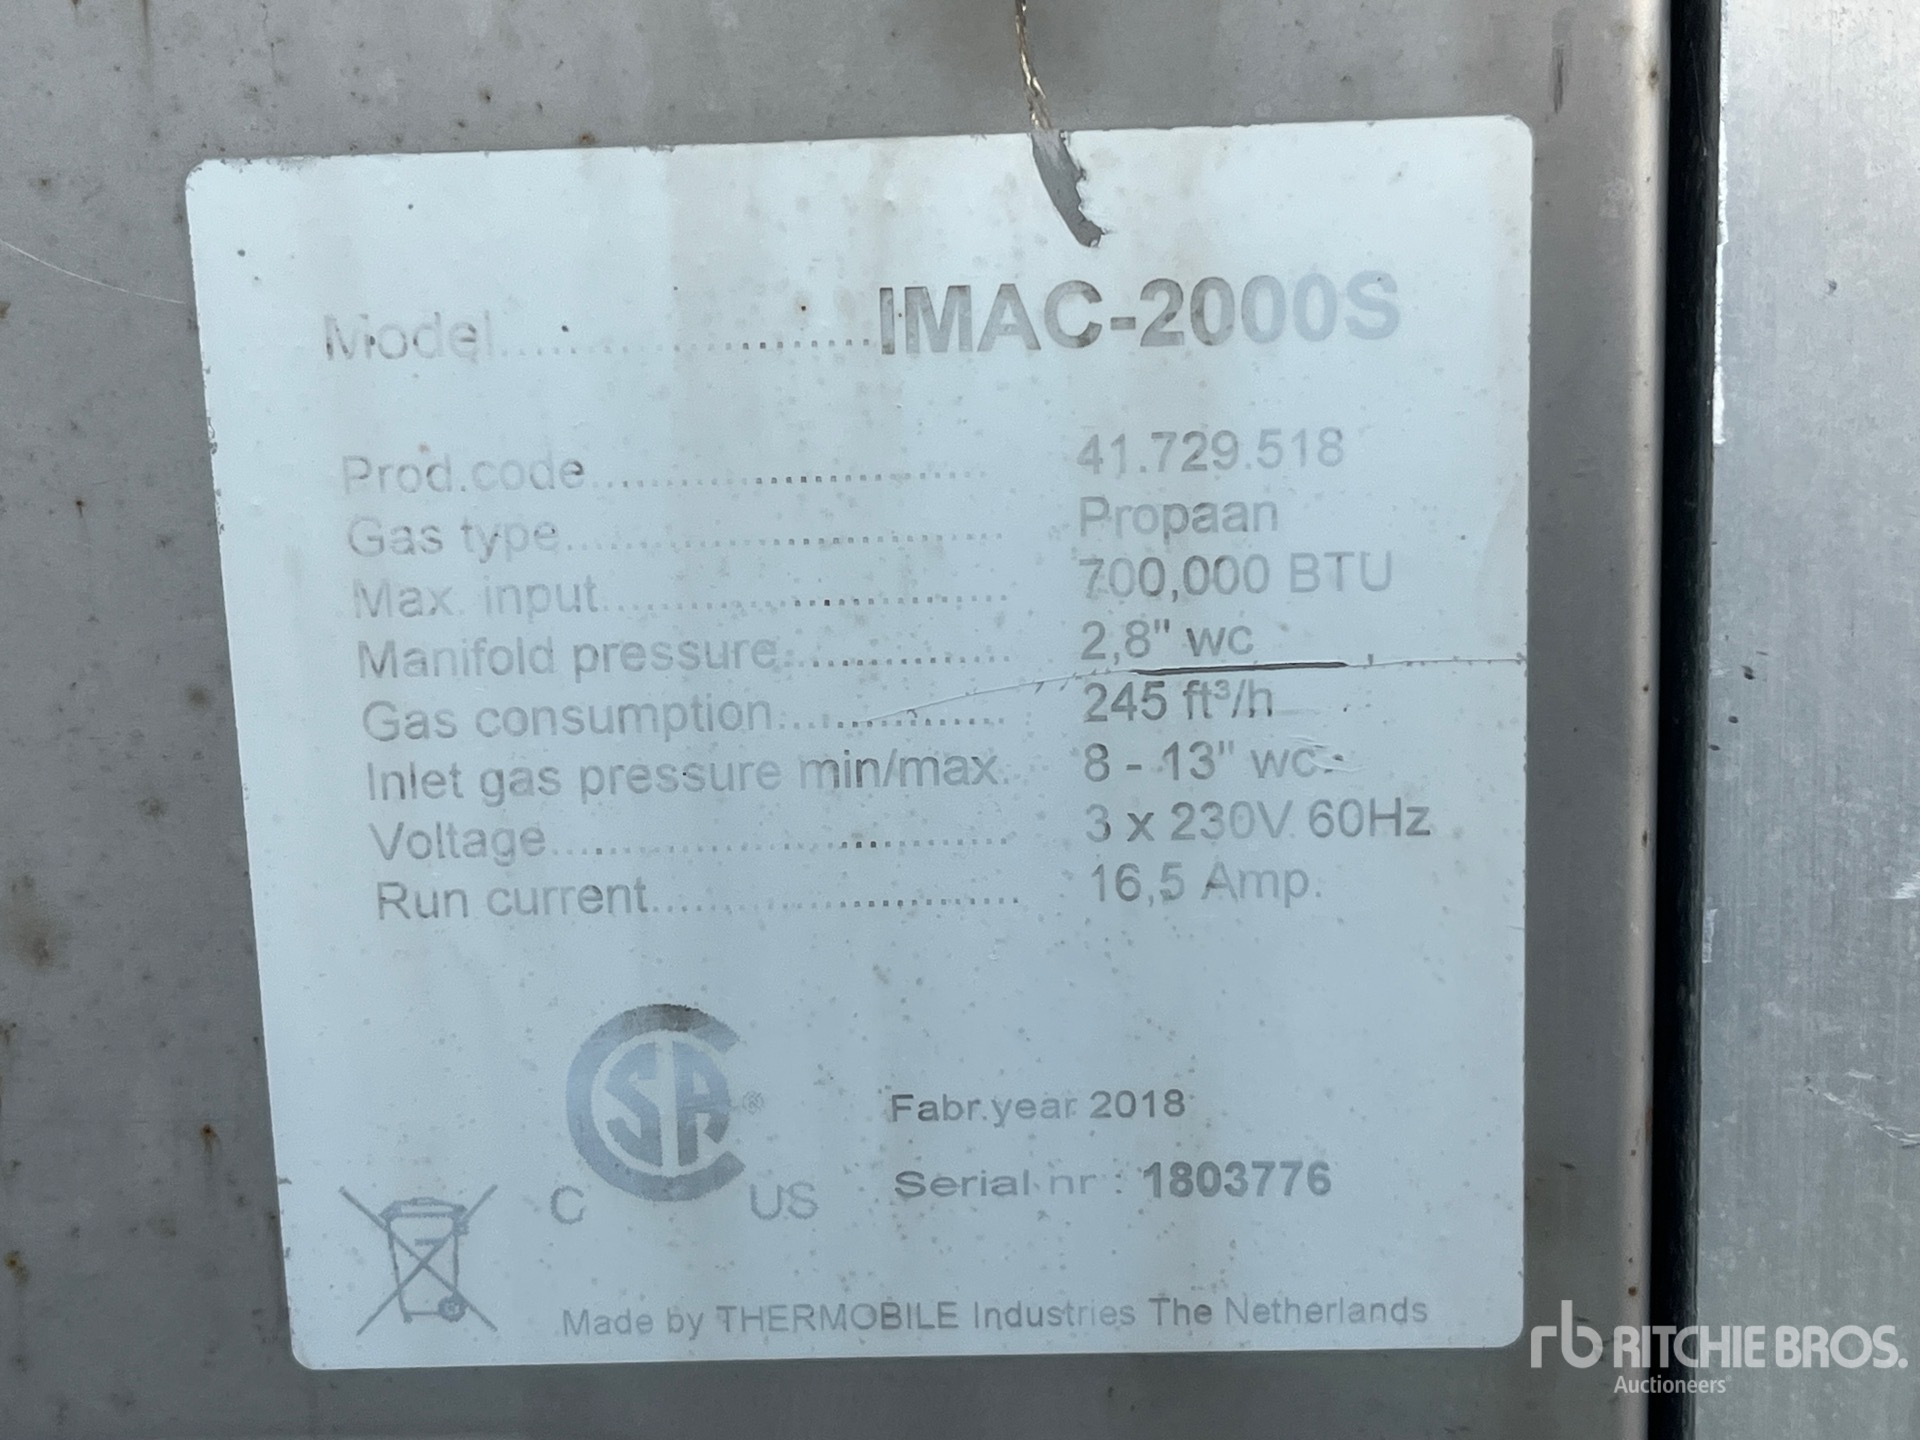 Model..............................IMAC-2000S
Prod.code.............................. 41.729.518
Gas type.................................. Propaan
Max. input............................... 700,000 BTU
Manifold pressure................. 2,8" wc
Gas consumption.................. 245 ft³/h
Inlet gas pressure min/max. 8 - 13" wc
Voltage................................... 3 x 230V 60Hz
Run current............................ 16,5 Amp.
CSA ®
C US
Fabr.year 2018
Serial nr : 1803776
Made by THERMOBILE Industries The Netherlands
rb RITCHIE BROS.
Auctioneers